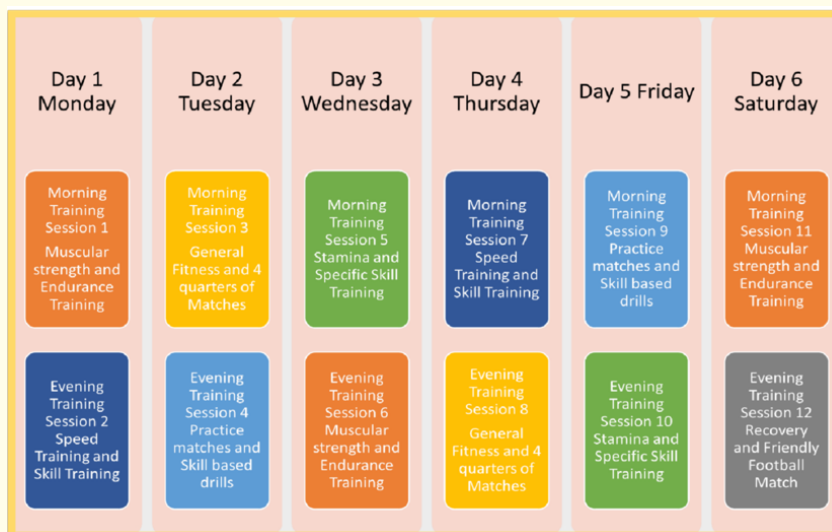 Day 1
Monday
Day 2
Tuesday
Day 3
Wednesday
Day 4
Thursday
Day 5 Friday
Day 6
Saturday
Morning
Training
Session 1
Muscular
strength and
Endurance
Training
Morning
Training
Session 3
General
Fitness and 4
quarters of
Matches
Morning
Training
Session 5
Stamina and
Specific Skill
Training
Morning
Training
Session 7
Speed
Training and
Skill Training
Morning
Training
Session 9
Practice
matches and
Skill based
drills
Morning
Training
Session 11
Muscular
strength and
Endurance
Training
Evening
Training
Session 2
Speed
Training and
Skill Training
Evening
Training
Session 4
Practice
matches and
Skill based
drills
Evening
Training
Session 6
Muscular
strength and
Endurance
Training
Evening
Training
Session 8
General
Fitness and 4
quarters of
Matches
Evening
Training
Session 10
Stamina and
Specific Skill
Training
Evening
Training
Session 12
Recovery
and Friendly
Football
Match